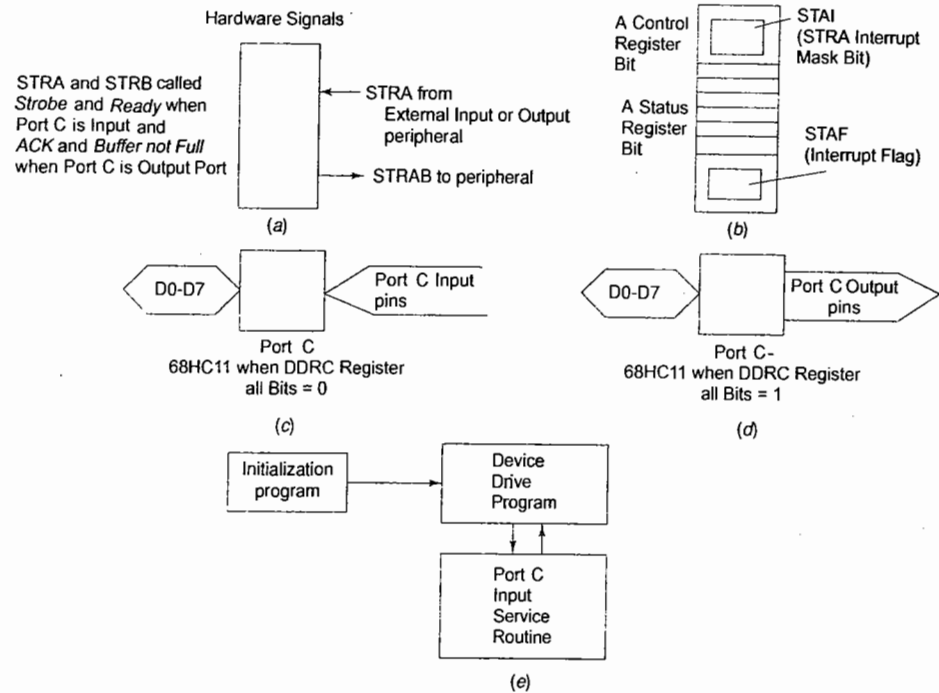 Hardware Signals
STRA and STRB called
Strobe and Ready when
Port C is Input and
ACK and Buffer not Full
when Port C is Output Port
STRA from
External Input or Output
peripheral
STRAB to peripheral
(a)
A Control
Register
Bit
STAI
(STRA Interrupt
Mask Bit)
A Status
Register
Bit
STAF
(Interrupt Flag)
(b)
D0-D7
Port C Input
pins
Port C
68HC11 when DDRC Register
all Bits = 0
(c)
D0-D7
Port C Output
pins
Port C-
68HC11 when DDRC Register
all Bits = 1
(d)
Initialization
program
Device
Drive
Program
Port C
Input
Service
Routine
(e)